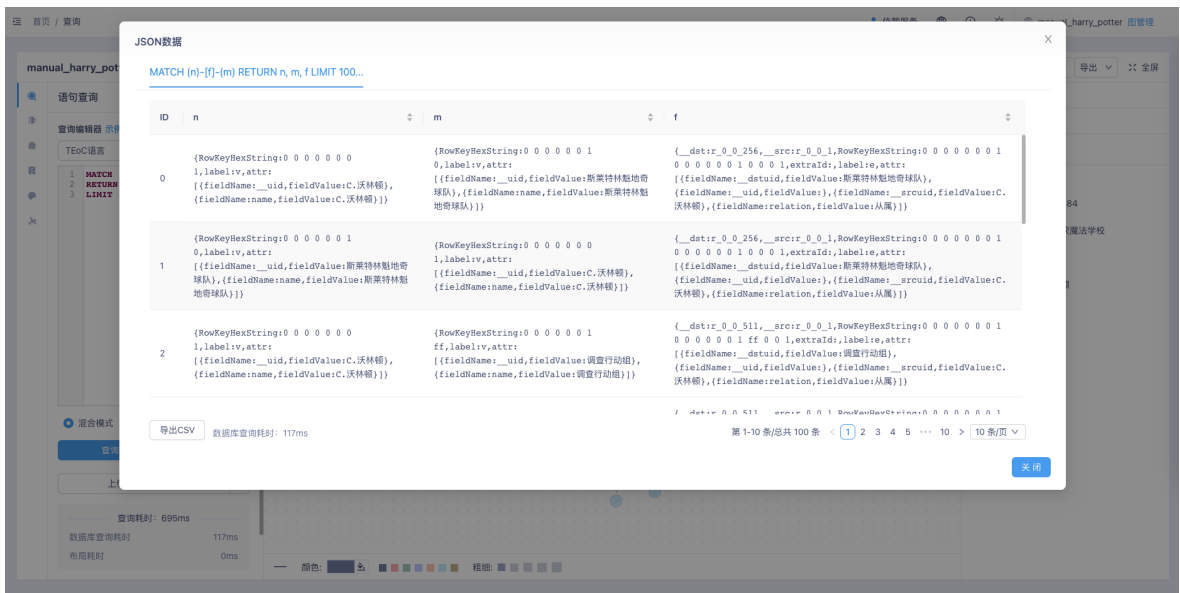 首页 / 查询
manual_harry_potter 图管理
JSON数据
manual_harry_pot
MATCH (n)-[f]-(m) RETURN n, m, f LIMIT 100...
导出
全屏
语句查询
查询编辑器 示例
TEoC语言
1 MATCH
2 RETURN
3 LIMIT
ID n m f
0
{RowKeyHexString:0 0 0 0 0 0 0
1,label:v,attr:
[{fieldName:__uid,fieldValue:C.沃林顿},
{fieldName:name,fieldValue:C.沃林顿}]}
{RowKeyHexString:0 0 0 0 0 0 1
0,label:v,attr:
[{fieldName:__uid,fieldValue:斯莱特林魁地奇
球队},{fieldName:name,fieldValue:斯莱特林魁
地奇球队}]}
{__dst:r_0_0_256,__src:r_0_0_1,RowKeyHexString:0 0 0 0 0 0 0 1
0 0 0 0 0 0 1 0 0 0 1,extraId:,label:e,attr:
[{fieldName:__dstuid,fieldValue:斯莱特林魁地奇球队},
{fieldName:__uid,fieldValue:},{fieldName:__srcuid,fieldValue:C.
沃林顿},{fieldName:relation,fieldValue:从属}]}
1
{RowKeyHexString:0 0 0 0 0 0 1
0,label:v,attr:
[{fieldName:__uid,fieldValue:斯莱特林魁地奇
球队},{fieldName:name,fieldValue:斯莱特林魁
地奇球队}]}
{RowKeyHexString:0 0 0 0 0 0 0
1,label:v,attr:
[{fieldName:__uid,fieldValue:C.沃林顿},
{fieldName:name,fieldValue:C.沃林顿}]}
{__dst:r_0_0_256,__src:r_0_0_1,RowKeyHexString:0 0 0 0 0 0 0 1
0 0 0 0 0 0 1 0 0 0 1,extraId:,label:e,attr:
[{fieldName:__dstuid,fieldValue:斯莱特林魁地奇球队},
{fieldName:__uid,fieldValue:},{fieldName:__srcuid,fieldValue:C.
沃林顿},{fieldName:relation,fieldValue:从属}]}
2
{RowKeyHexString:0 0 0 0 0 0 0
1,label:v,attr:
[{fieldName:__uid,fieldValue:C.沃林顿},
{fieldName:name,fieldValue:C.沃林顿}]}
{RowKeyHexString:0 0 0 0 0 0 1
ff,label:v,attr:
[{fieldName:__uid,fieldValue:调查行动组},
{fieldName:name,fieldValue:调查行动组}]}
{__dst:r_0_0_511,__src:r_0_0_1,RowKeyHexString:0 0 0 0 0 0 0 1
0 0 0 0 0 0 1 ff 0 0 1,extraId:,label:e,attr:
[{fieldName:__dstuid,fieldValue:调查行动组},
{fieldName:__uid,fieldValue:},{fieldName:__srcuid,fieldValue:C.
沃林顿},{fieldName:relation,fieldValue:从属}]}
{__dst:r_0_0_511,__src:r_0_0_1,RowKeyHexString:0 0 0 0 0 0 0 1
84
魔法学校
混合模式
导出CSV 数据库查询耗时: 117ms
第 1-10 条/总共 100 条 < 1 2 3 4 5 ··· 10 > 10 条/页
关 闭
查询耗时: 695ms
数据库查询耗时 117ms
布局耗时 0ms
颜色: 粗细: